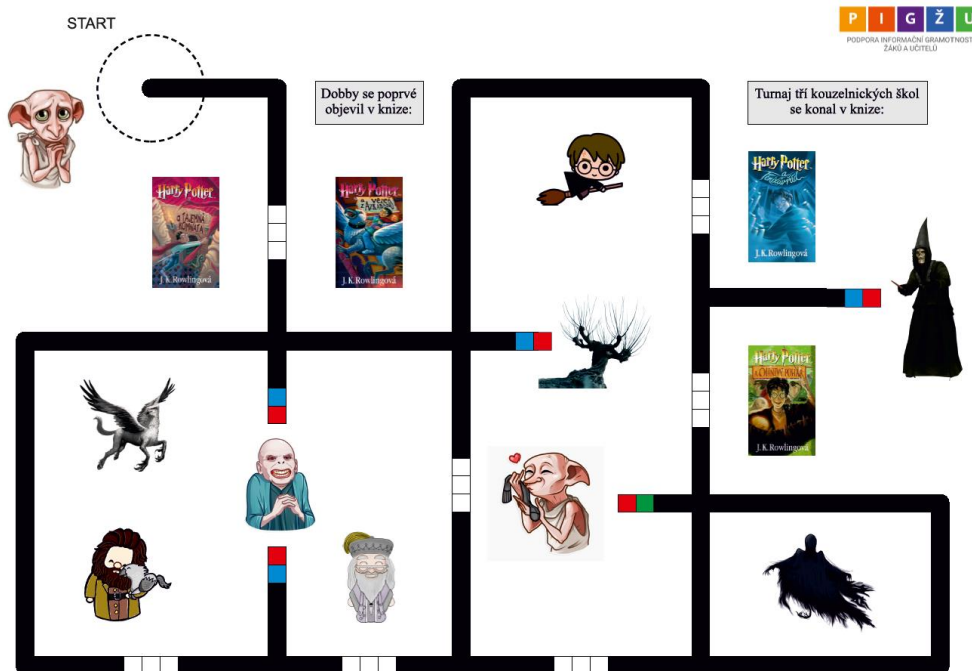 START
PIGŽU
PODPORA INFORMAČNÍ GRAMOTNOSTI
ŽÁKŮ A UČITELŮ
Dobby se poprvé
objevil v knize:
Turnaj tří kouzelnických škol
se konal v knize:
Harry Potter
a TAJEMNÁ
KOMNATA
J. K. Rowlingová
Harry Potter
a VĚZEŇ
Z AZKABANU
J. K. Rowlingová
Harry Potter
a Fénixův řád
J. K. Rowlingová
Harry Potter
a OHNIVÝ POHÁR
J. K. Rowlingová